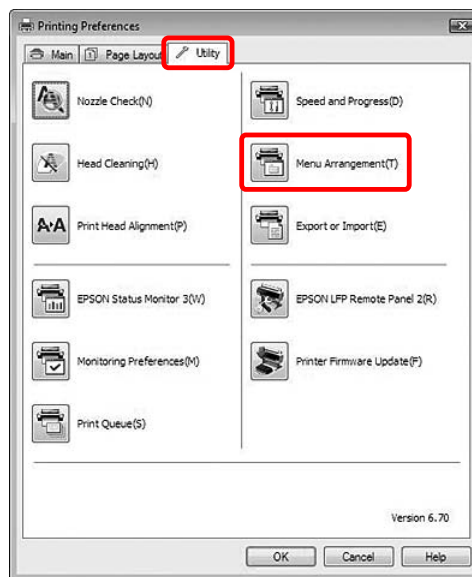 Printing Preferences
Main Page Layout Utility
Nozzle Check(N)
Speed and Progress(D)
Head Cleaning(H)
Menu Arrangement(T)
A A Print Head Alignment(P)
Export or Import(E)
EPSON Status Monitor 3(W)
EPSON LFP Remote Panel 2(R)
Monitoring Preferences(M)
Printer Firmware Update(F)
Print Queue(S)
Version 6.70
OK Cancel Help